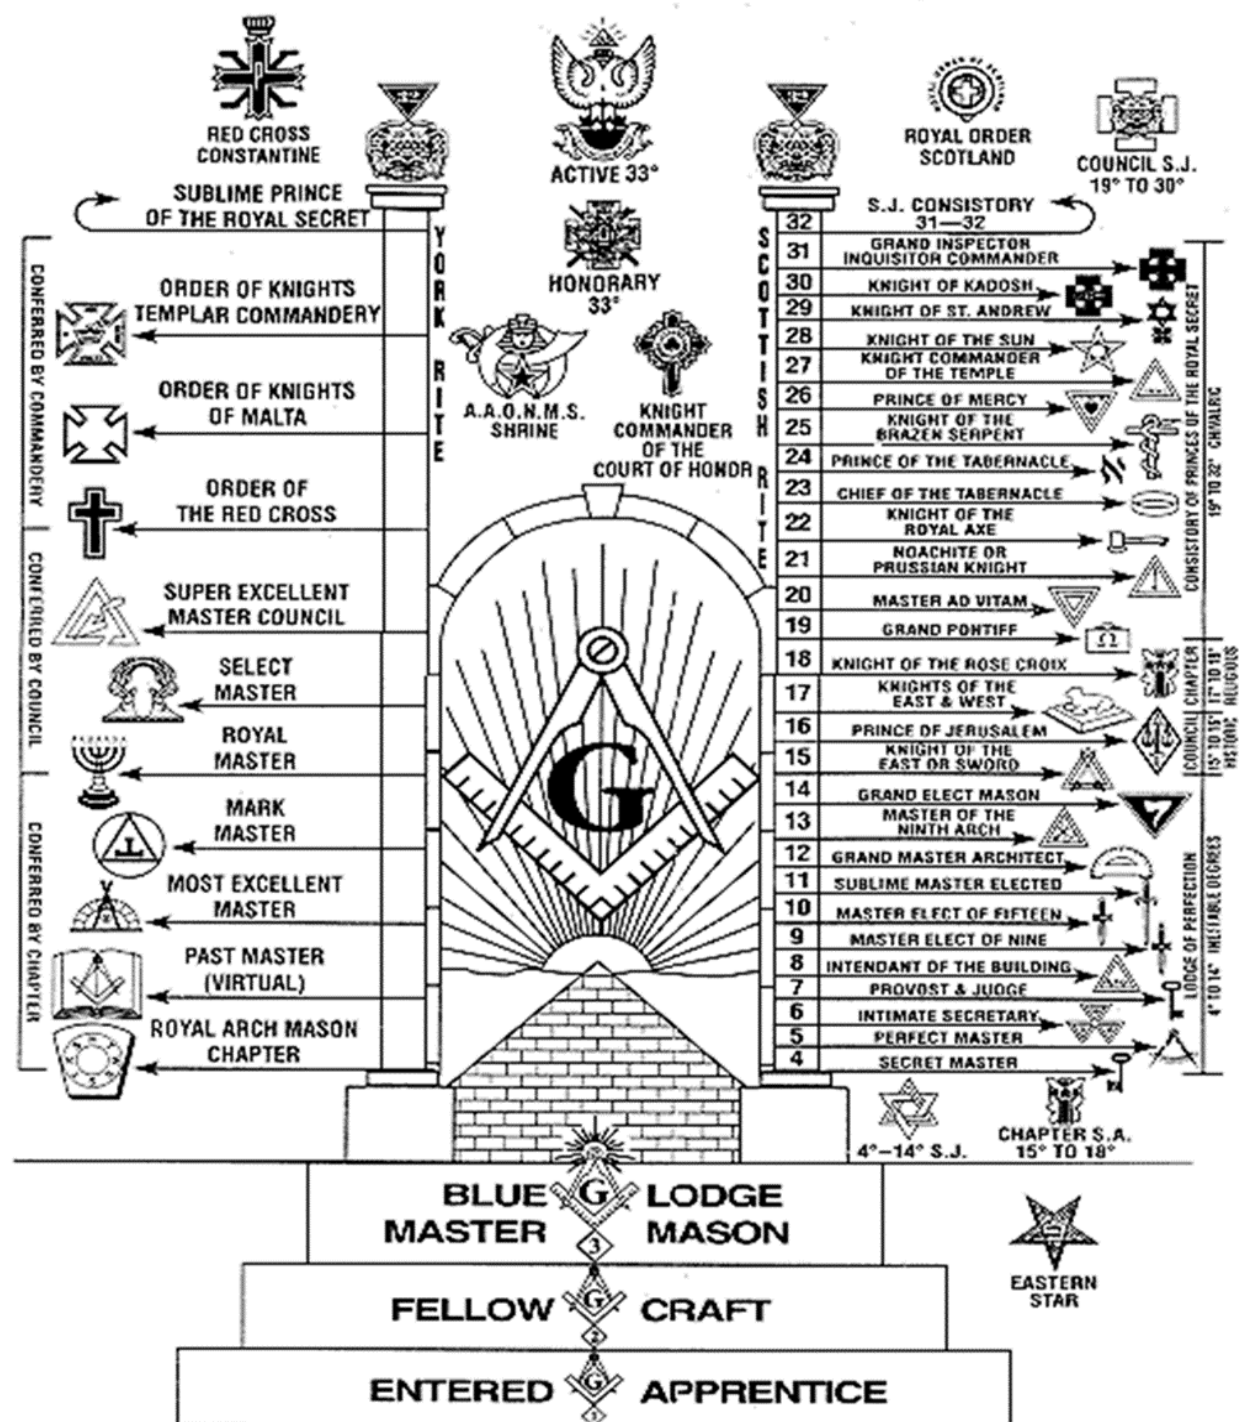 RED CROSS
CONSTANTINE
ACTIVE 33°
ROYAL ORDER
SCOTLAND
COUNCIL S.J.
19° TO 30°
SUBLIME PRINCE
OF THE ROYAL SECRET
HONORARY
33°
A.A.O.N.M.S.
SHRINE
KNIGHT
COMMANDER
OF THE
COURT OF HONDR
YORK RITE
SCOTTISH RITE
CONFERRED BY COMMANDERY
ORDER OF KNIGHTS
TEMPLAR COMMANDERY
ORDER OF KNIGHTS
OF MALTA
ORDER OF
THE RED CROSS
CONFERRED BY COUNCIL
SUPER EXCELLENT
MASTER COUNCIL
SELECT
MASTER
ROYAL
MASTER
CONFERRED BY CHAPTER
MARK
MASTER
MOST EXCELLENT
MASTER
PAST MASTER
(VIRTUAL)
ROYAL ARCH MASON
CHAPTER
S.J. CONSISTORY
32 31—32
31 GRAND INSPECTOR
INQUISITOR COMMANDER
30 KNIGHT OF KADOSH
29 KNIGHT OF ST. ANDREW
28 KNIGHT OF THE SUN
27 KNIGHT COMMANDER
OF THE TEMPLE
26 PRINCE OF MERCY
25 KNIGHT OF THE
BRAZEN SERPENT
24 PRINCE OF THE TABERNACLE
23 CHIEF OF THE TABERNACLE
22 KNIGHT OF THE
ROYAL AXE
21 NOACHITE OR
PRUSSIAN KNIGHT
20 MASTER AD VITAM
19 GRAND PONTIFF
Ω
18 KNIGHT OF THE ROSE CROIX
17 KNIGHTS OF THE
EAST & WEST
16 PRINCE OF JERUSALEM
15 KNIGHT OF THE
EAST OR SWORD
14 GRAND ELECT MASON
13 MASTER OF THE
NINTH ARCH
12 GRAND MASTER ARCHITECT
11 SUBLIME MASTER ELECTED
10 MASTER ELECT OF FIFTEEN
9 MASTER ELECT OF NINE
8 INTENDANT OF THE BUILDING
7 PROVOST & JUDGE
6 INTIMATE SECRETARY
5 PERFECT MASTER
4 SECRET MASTER
CONSISTORY OF PRINCES OF THE ROYAL SECRET
19° TO 32° CHIVALRIC
CHAPTER
17° TO 18°
RELIGIOUS
COUNCIL
15° TO 16°
HISTORIC
LODGE OF PERFECTION
4° TO 14° INEFFABLE DEGREES
4°–14° S.J.
CHAPTER S.A.
15° TO 18°
G
BLUE G LODGE
MASTER 3 MASON
FELLOW G CRAFT
2
ENTERED G APPRENTICE
1
EASTERN
STAR